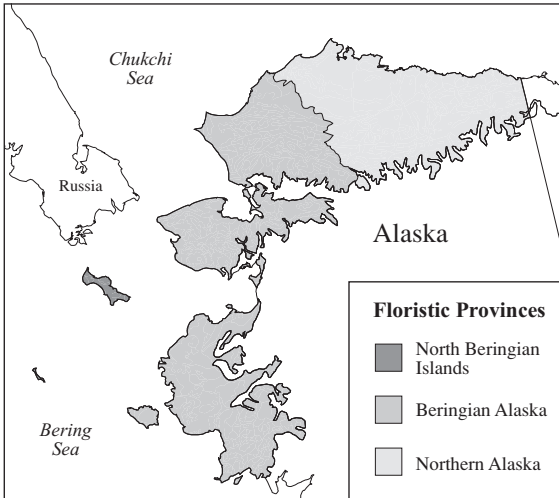 Chukchi
Sea
Russia
Alaska
Bering
Sea
Floristic Provinces
North Beringian
Islands
Beringian Alaska
Northern Alaska